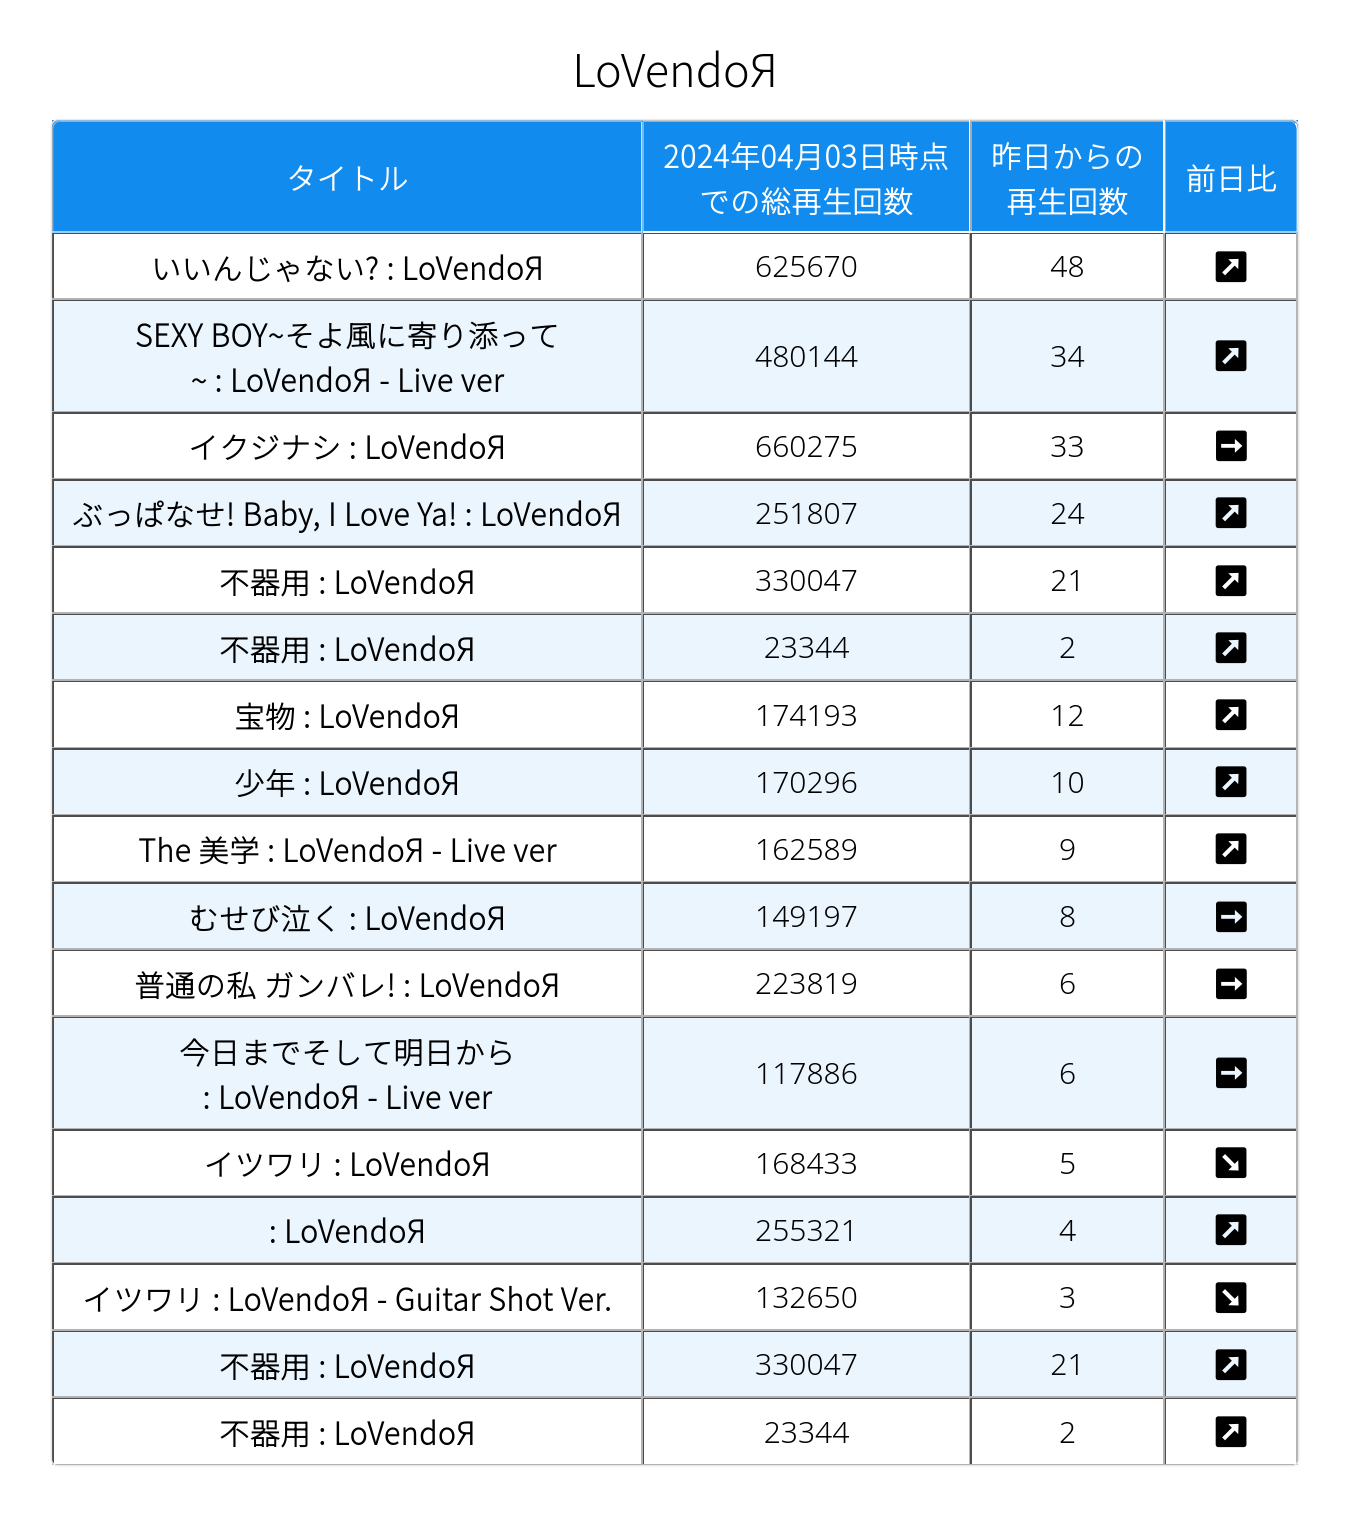 LoVendoЯ
タイトル
2024年04月03日時点
での総再生回数
昨日からの
再生回数
前日比
いいんじゃない? : LoVendoЯ
625670
48
SEXY BOY~そよ風に寄り添って
~ : LoVendoЯ - Live ver
480144
34
イクジナシ : LoVendoЯ
660275
33
ぶっぱなせ! Baby, I Love Ya! : LoVendoЯ
251807
24
不器用 : LoVendoЯ
330047
21
不器用 : LoVendoЯ
23344
2
宝物 : LoVendoЯ
174193
12
少年 : LoVendoЯ
170296
10
The 美学 : LoVendoЯ - Live ver
162589
9
むせび泣く : LoVendoЯ
149197
8
普通の私 ガンバレ! : LoVendoЯ
223819
6
今日までそして明日から
: LoVendoЯ - Live ver
117886
6
イツワリ : LoVendoЯ
168433
5
: LoVendoЯ
255321
4
イツワリ : LoVendoЯ - Guitar Shot Ver.
132650
3
不器用 : LoVendoЯ
330047
21
不器用 : LoVendoЯ
23344
2